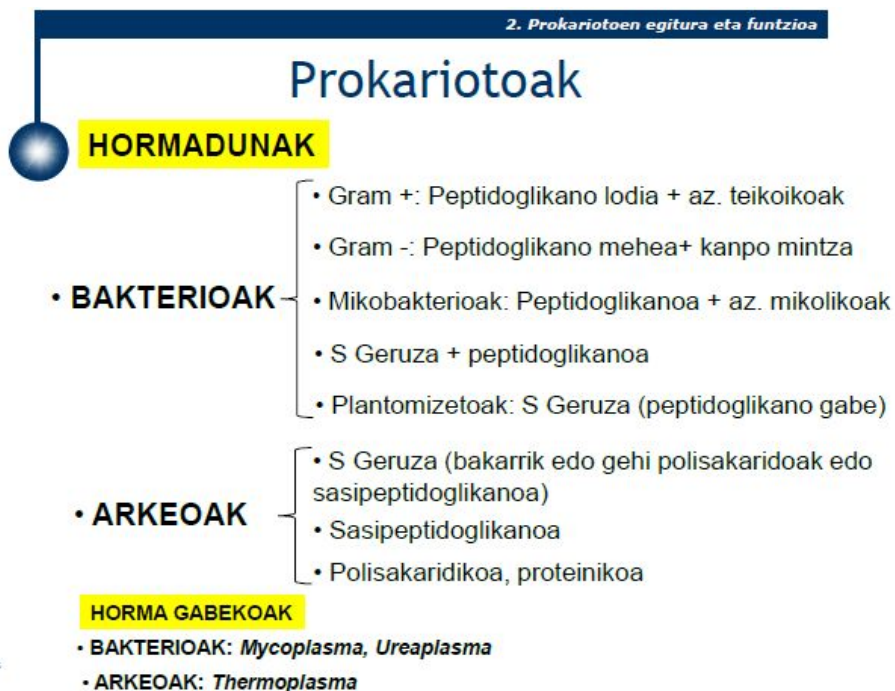 2. Prokariotoen egitura eta funtzioa
Prokariotoak
HORMADUNAK
• BAKTERIOAK
• Gram +: Peptidoglikano lodia + az. teikoikoak
• Gram -: Peptidoglikano mehea+ kanpo mintza
• Mikobakterioak: Peptidoglikanoa + az. mikolikoak
• S Geruza + peptidoglikanoa
• Plantomizetoak: S Geruza (peptidoglikano gabe)
• ARKEOAK
• S Geruza (bakarrik edo gehi polisakaridoak edo
sasipeptidoglikanoa)
• Sasipeptidoglikanoa
• Polisakaridikoa, proteinikoa
HORMA GABEKOAK
• BAKTERIOAK: Mycoplasma, Ureaplasma
• ARKEOAK: Thermoplasma